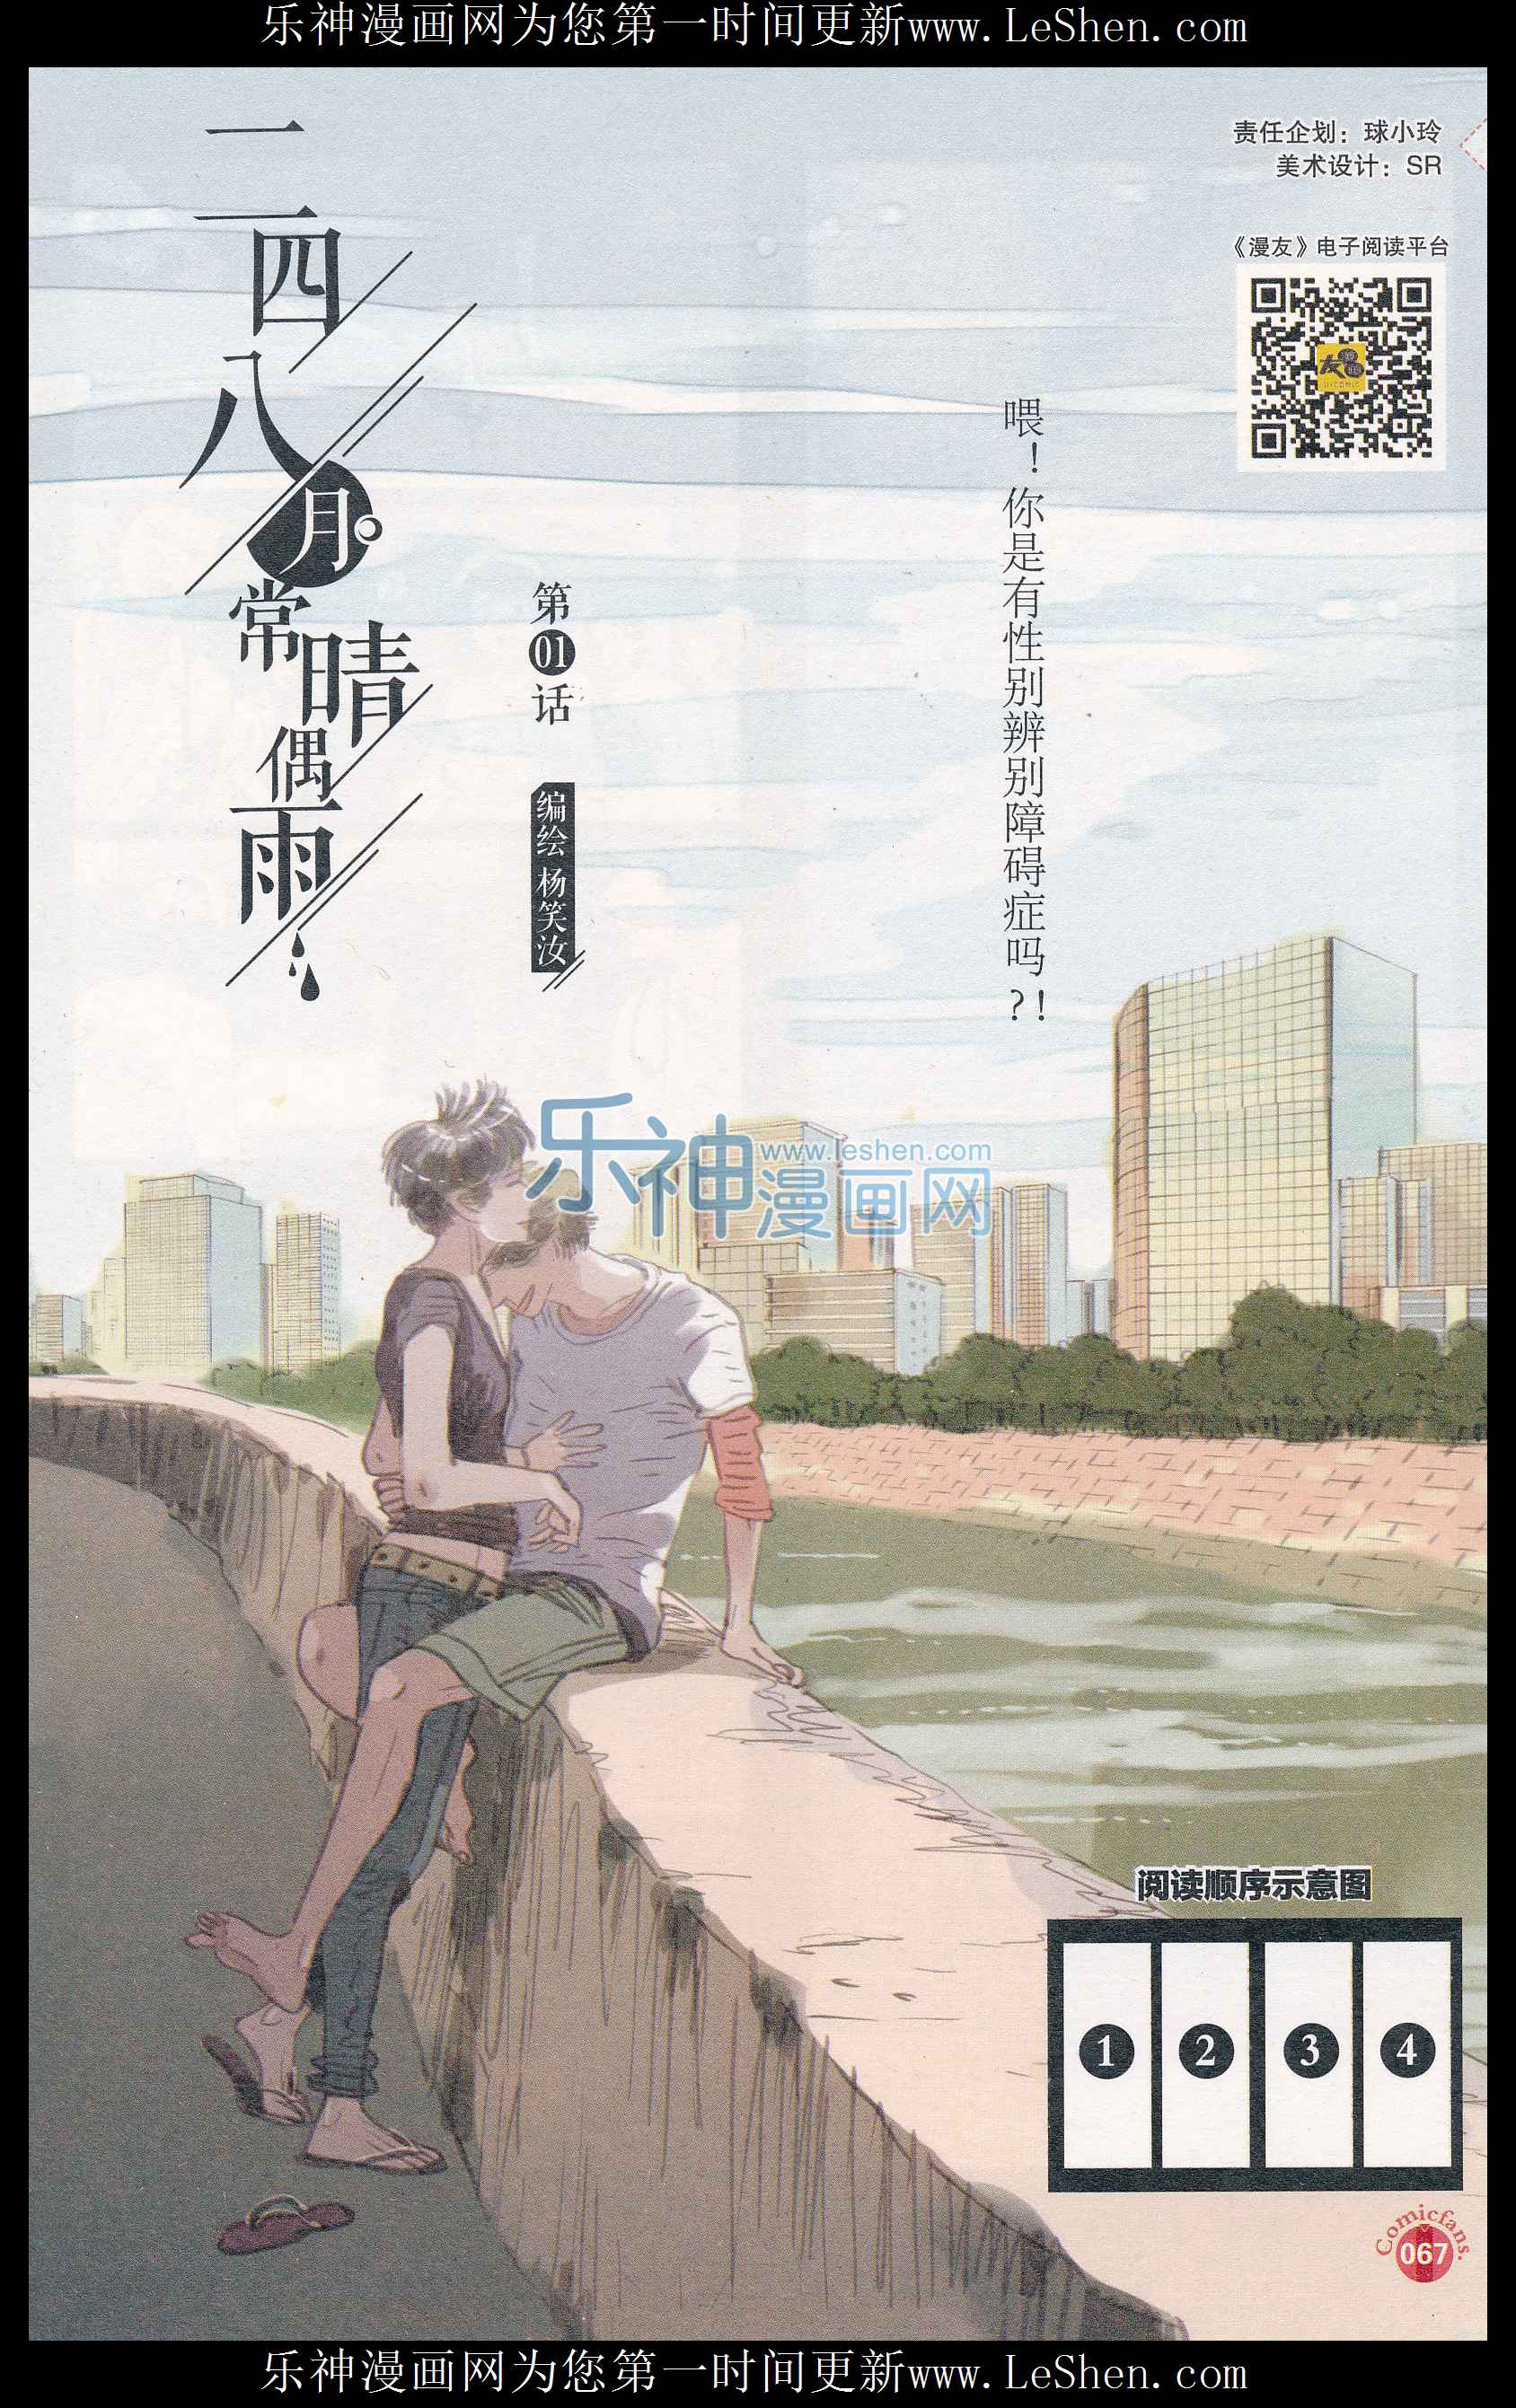 乐神漫画网为您第一时间更新www.LeShen.com
责任企划：球小玲
美术设计：SR
《漫友》电子阅读平台
二四八月常晴偶雨
第01话
编绘 杨笑汝
喂！你是有性别辨别障碍症吗?!
乐神漫画网
www.leshen.com
阅读顺序示意图
1 2 3 4
Comicfans.
067
乐神漫画网为您第一时间更新www.LeShen.com